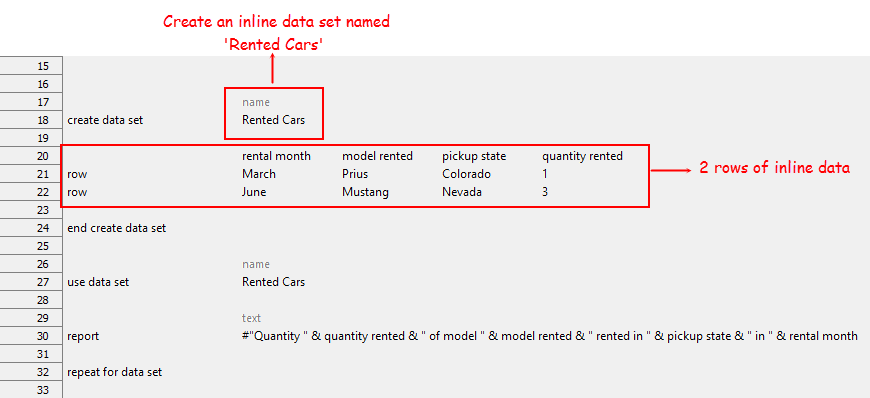 Create an inline data set named
'Rented Cars'
15
16
17 name
18 create data set Rented Cars
19
20 rental month model rented pickup state quantity rented
21 row March Prius Colorado 1
2 rows of inline data
22 row June Mustang Nevada 3
23
24 end create data set
25
26 name
27 use data set Rented Cars
28
29 text
30 report #"Quantity " & quantity rented & " of model " & model rented & " rented in " & pickup state & " in " & rental month
31
32 repeat for data set
33